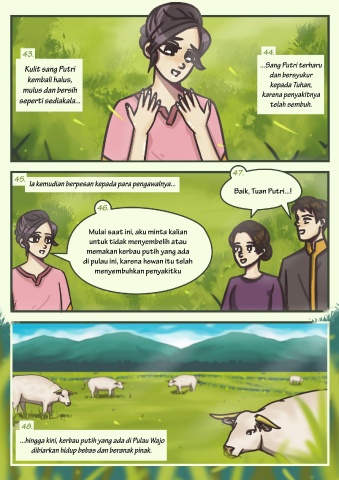 43.
Kulit sang Putri
kembali halus,
mulus dan bersih
seperti sediakala...
44.
...Sang Putri terharu
dan bersyukur
kepada Tuhan,
karena penyakitnya
telah sembuh.
45.
Ia kemudian berpesan kepada para pengawalnya...
46.
Mulai saat ini, aku minta kalian
untuk tidak menyembelih atau
memakan kerbau putih yang ada
di pulau ini, karena hewan itu telah
menyembuhkan penyakitku
47.
Baik, Tuan Putri...!
48.
...hingga kini, kerbau putih yang ada di Pulau Wajo
dibiarkan hidup bebas dan beranak pinak.